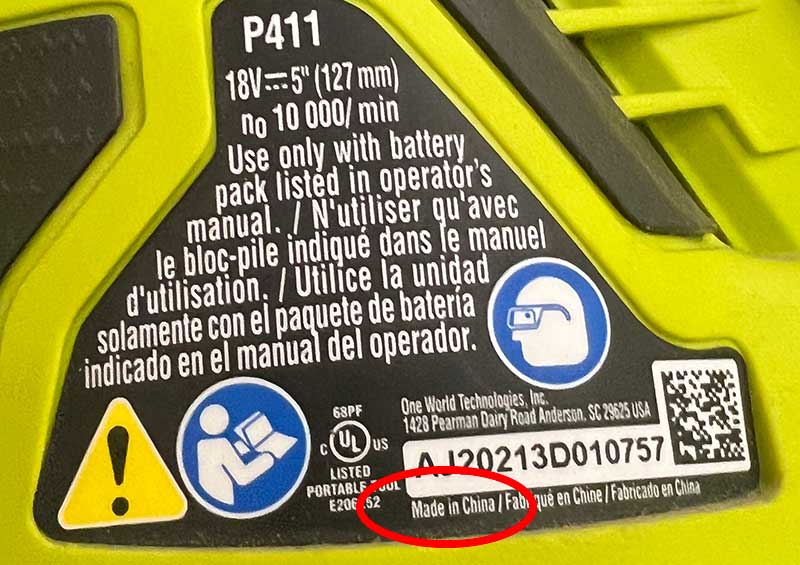 P411
18V⎓5" (127 mm)
no 10 000/ min
Use only with battery
pack listed in operator's
manual. / N'utiliser qu'avec
le bloc-pile indiqué dans le manuel
d'utilisation. / Utilice la unidad
solamente con el paquete de batería
indicado en el manual del operador.
68PF
C UL US
LISTED
PORTABLE TOOL
One World Technologies, Inc.
1428 Pearman Dairy Road Anderson, SC 29625 USA
AJ20213D010757
Made in China / Fabriqué en Chine / Fabricado en China